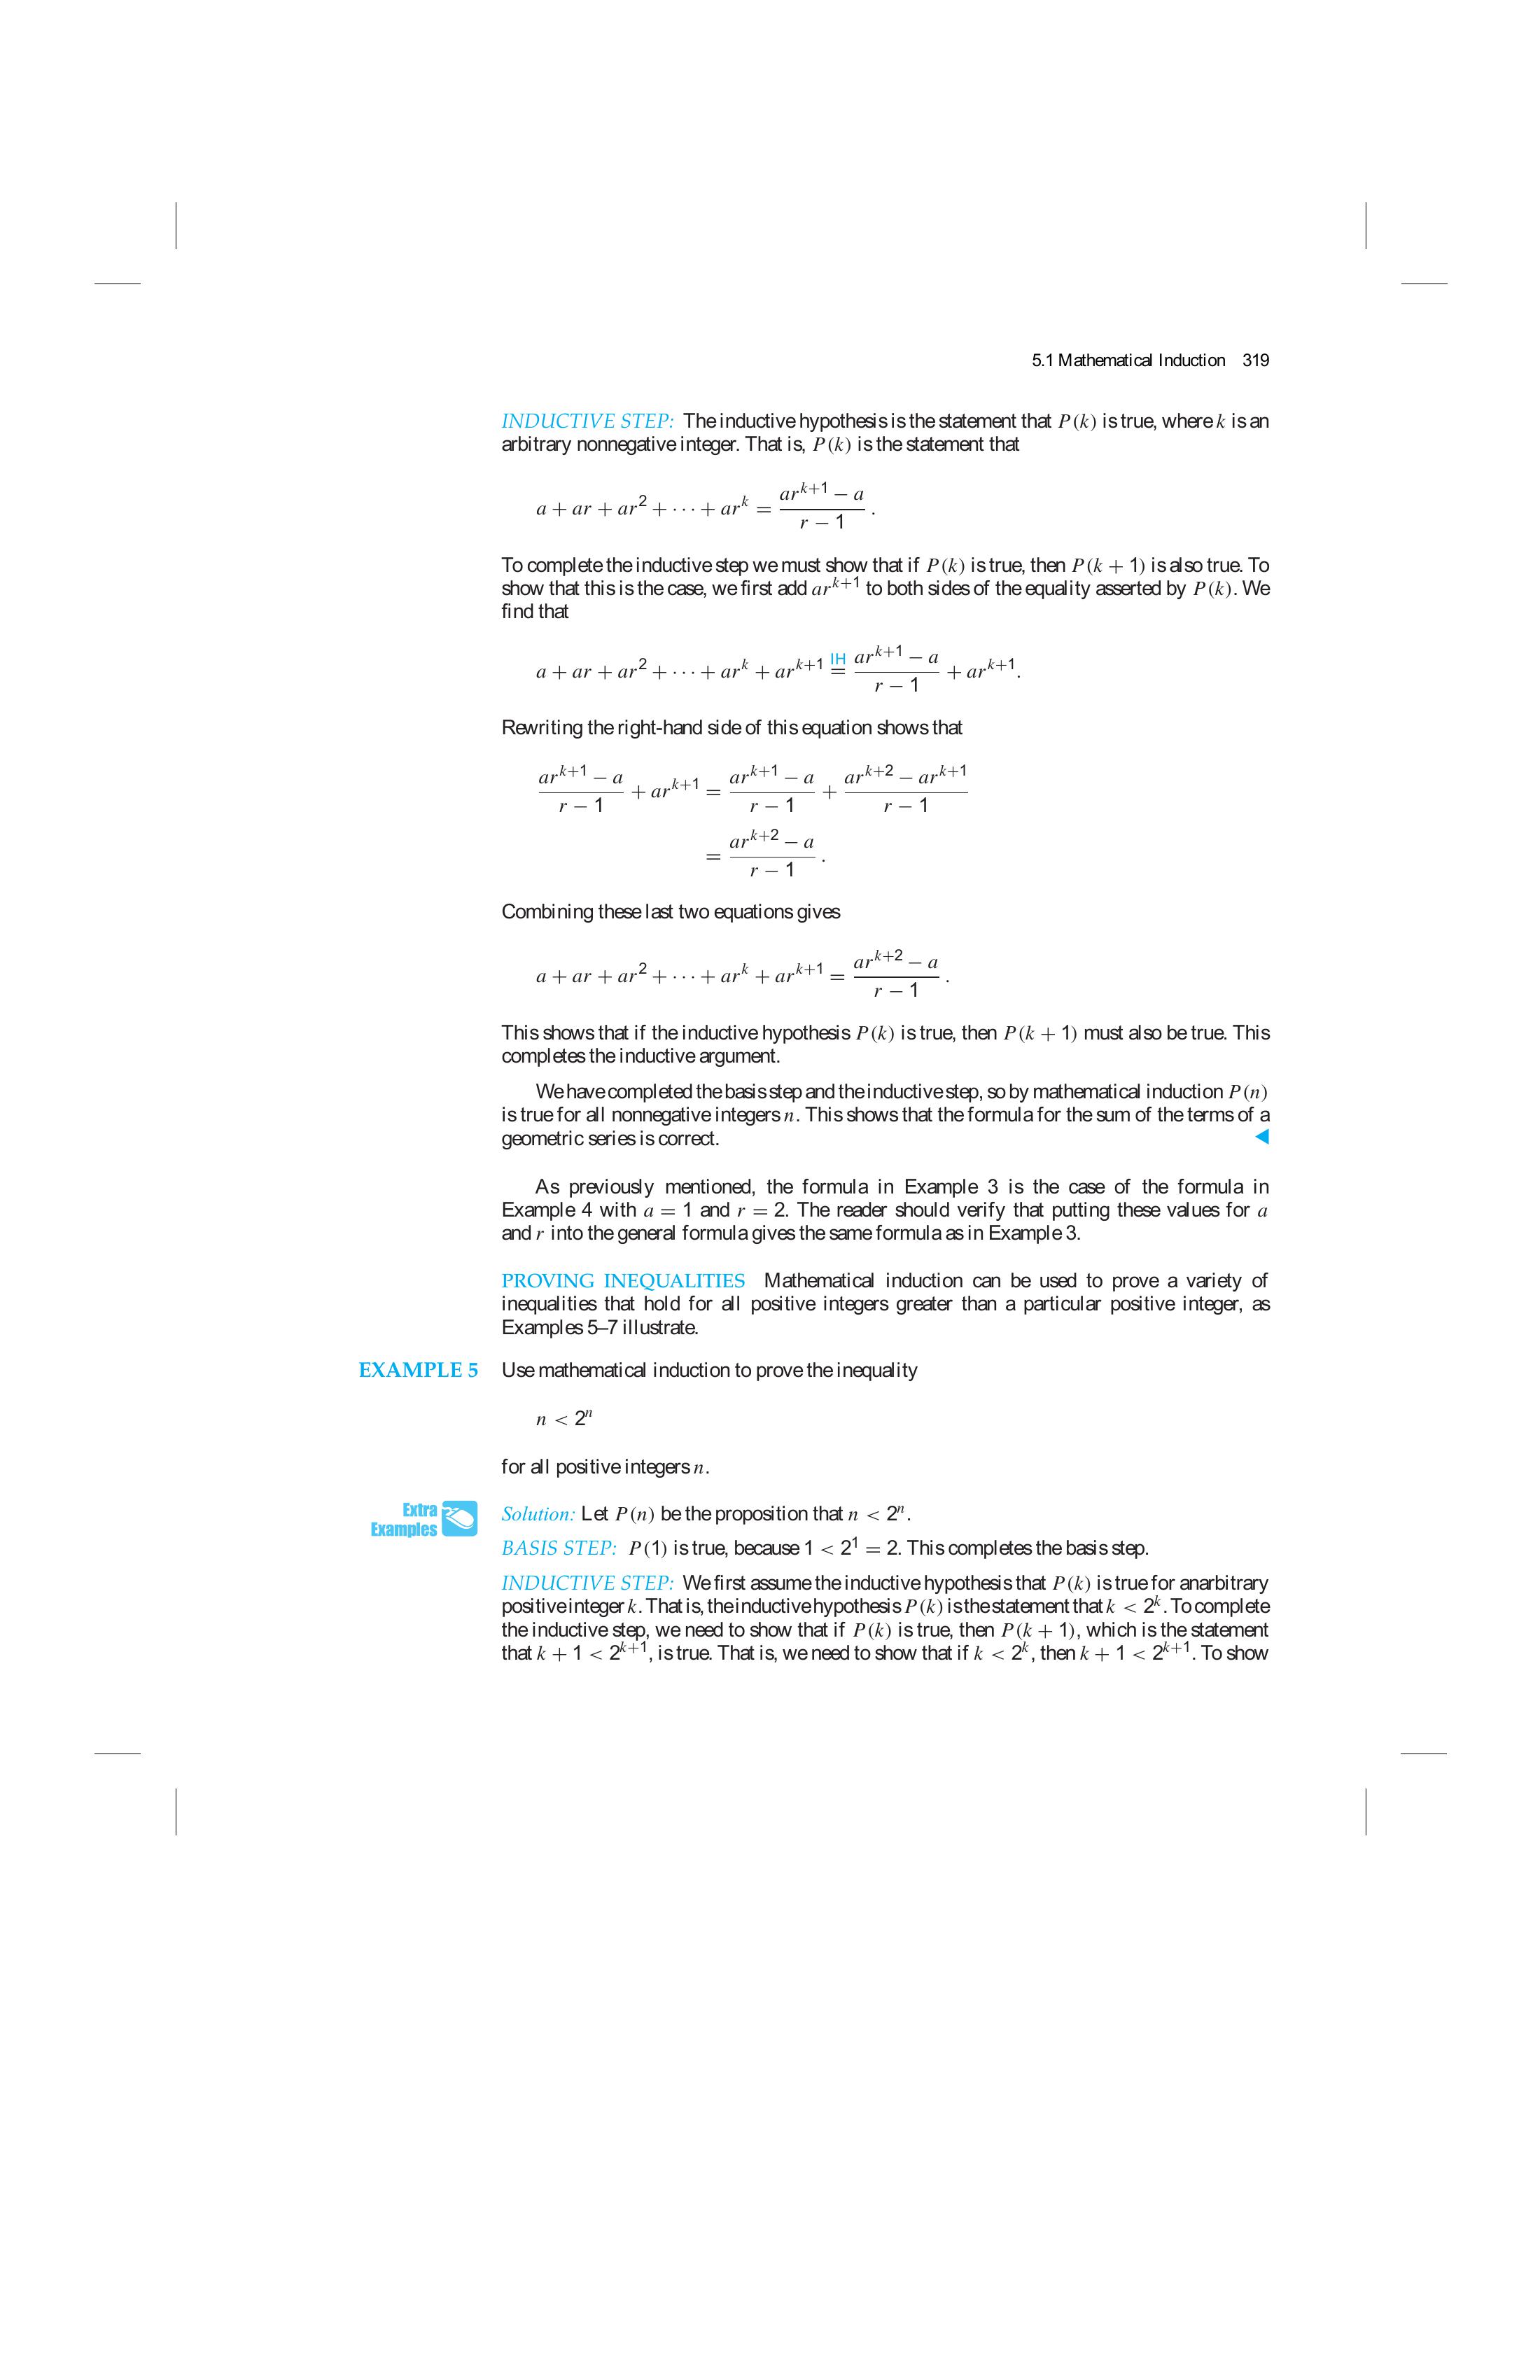 5.1 Mathematical Induction 319
INDUCTIVE STEP: The inductive hypothesis is the statement that P(k) is true, where k is an
arbitrary nonnegative integer. That is, P(k) is the statement that
a + ar + ar^2 + · · · + ar^k = \frac{ar^{k+1} − a}{r − 1}.
To complete the inductive step we must show that if P(k) is true, then P(k + 1) is also true. To
show that this is the case, we first add ar^{k+1} to both sides of the equality asserted by P(k). We
find that
a + ar + ar^2 + · · · + ar^k + ar^{k+1} \overset{IH}{=} \frac{ar^{k+1} − a}{r − 1} + ar^{k+1}.
Rewriting the right-hand side of this equation shows that
\frac{ar^{k+1} − a}{r − 1} + ar^{k+1} = \frac{ar^{k+1} − a}{r − 1} + \frac{ar^{k+2} − ar^{k+1}}{r − 1}
= \frac{ar^{k+2} − a}{r − 1}.
Combining these last two equations gives
a + ar + ar^2 + · · · + ar^k + ar^{k+1} = \frac{ar^{k+2} − a}{r − 1}.
This shows that if the inductive hypothesis P(k) is true, then P(k + 1) must also be true. This
completes the inductive argument.
We have completed the basis step and the inductive step, so by mathematical induction P(n)
is true for all nonnegative integers n. This shows that the formula for the sum of the terms of a
geometric series is correct. ◀
As previously mentioned, the formula in Example 3 is the case of the formula in
Example 4 with a = 1 and r = 2. The reader should verify that putting these values for a
and r into the general formula gives the same formula as in Example 3.
PROVING INEQUALITIES Mathematical induction can be used to prove a variety of
inequalities that hold for all positive integers greater than a particular positive integer, as
Examples 5–7 illustrate.
EXAMPLE 5 Use mathematical induction to prove the inequality
n < 2^n
for all positive integers n.
Extra
Examples
Solution: Let P(n) be the proposition that n < 2^n.
BASIS STEP: P(1) is true, because 1 < 2^1 = 2. This completes the basis step.
INDUCTIVE STEP: We first assume the inductive hypothesis that P(k) is true for an arbitrary
positive integer k. That is, the inductive hypothesis P(k) is the statement that k < 2^k. To complete
the inductive step, we need to show that if P(k) is true, then P(k + 1), which is the statement
that k + 1 < 2^{k+1}, is true. That is, we need to show that if k < 2^k, then k + 1 < 2^{k+1}. To show